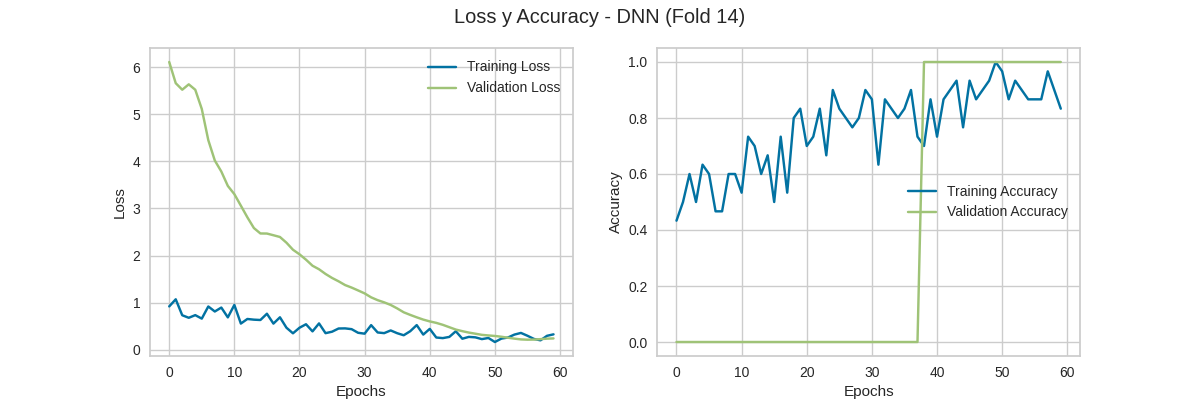 Loss y Accuracy - DNN (Fold 14)
Training Loss
Validation Loss
6
5
4
3
2
1
0
Loss
0 10 20 30 40 50 60
Epochs
1.0
0.8
0.6
0.4
0.2
0.0
Accuracy
Training Accuracy
Validation Accuracy
0 10 20 30 40 50 60
Epochs